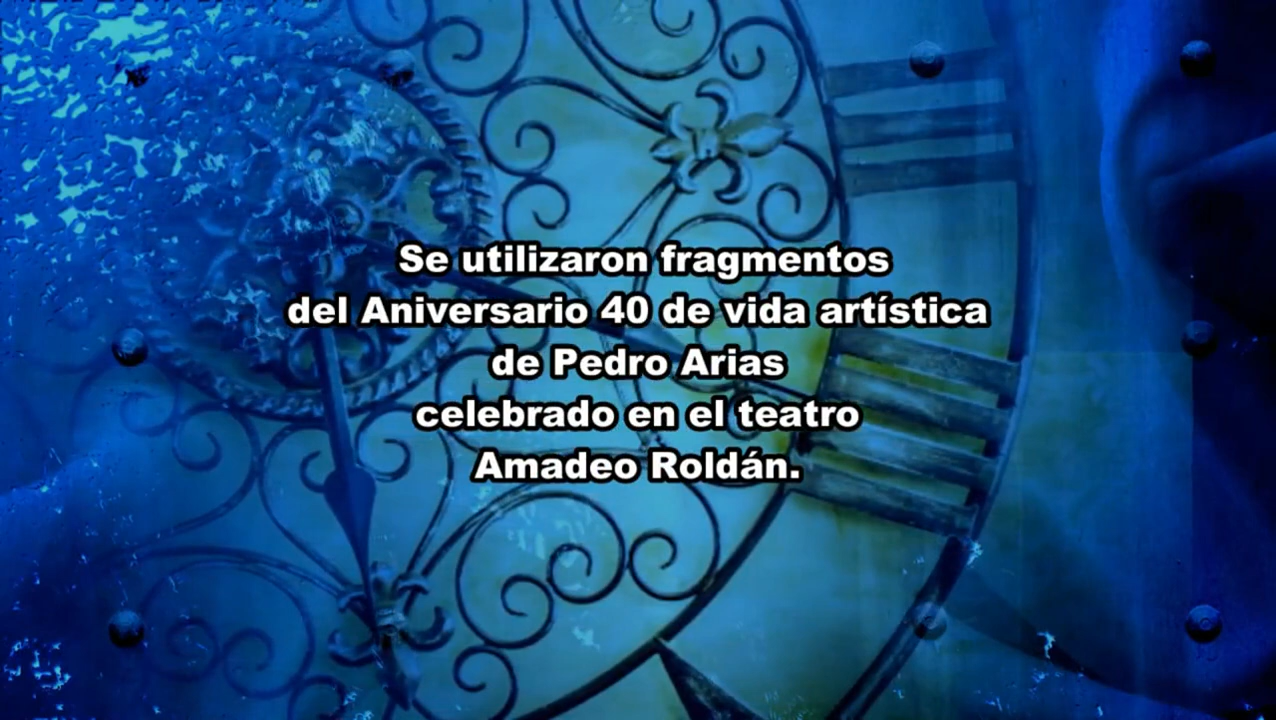 Se utilizaron fragmentos
del Aniversario 40 de vida artística
de Pedro Arias
celebrado en el teatro
Amadeo Roldán.